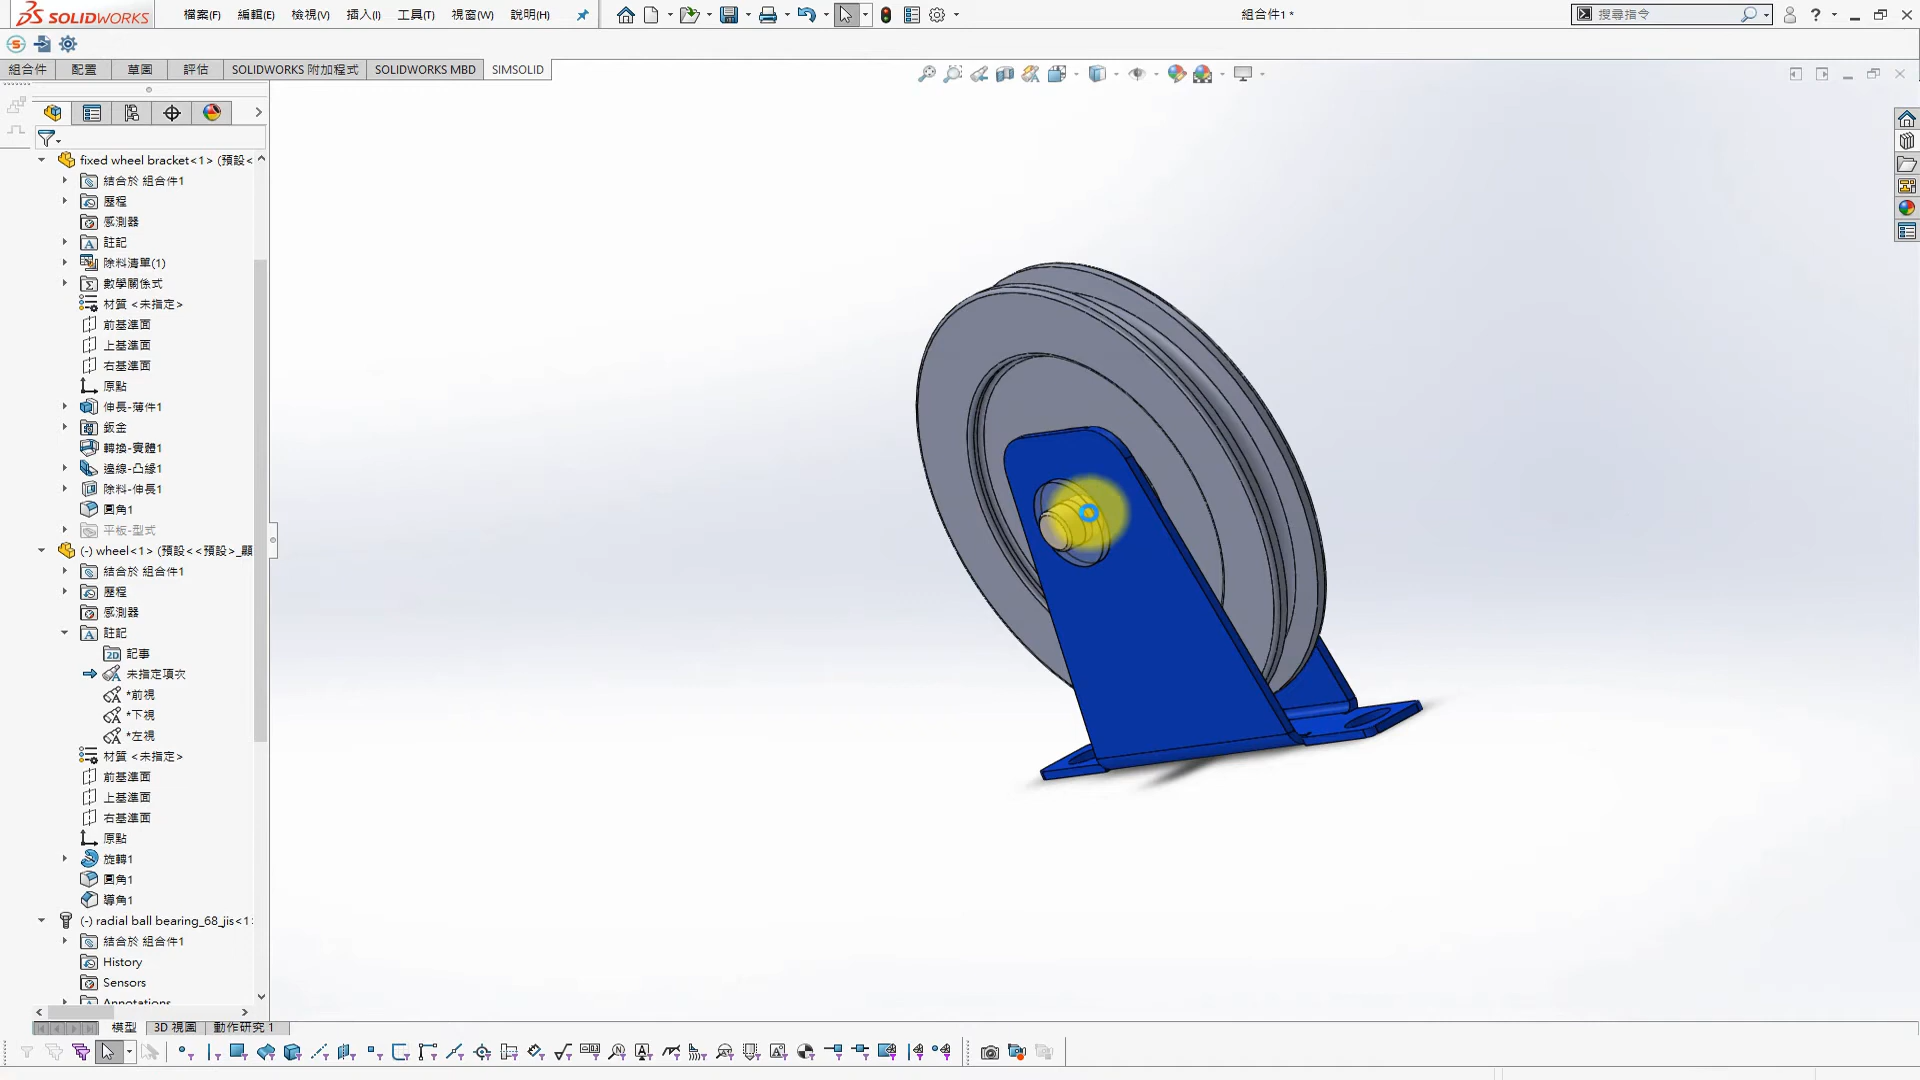 SOLIDWORKS
檔案(F) 編輯(E) 檢視(V) 插入(I) 工具(T) 視窗(W) 說明(H)
組合件1 *
搜尋指令
組合件 配置 草圖 評估 SOLIDWORKS 附加程式 SOLIDWORKS MBD SIMSOLID
fixed wheel bracket<1> (預設<
結合於 組合件1
歷程
感測器
註記
除料清單(1)
數學關係式
材質 <未指定>
前基準面
上基準面
右基準面
原點
伸長-薄件1
鈑金
轉換-實體1
邊線-凸緣1
除料-伸長1
圓角1
平板-型式
(-) wheel<1> (預設<<預設>_顯
結合於 組合件1
歷程
感測器
註記
記事
未指定項次
*前視
*下視
*左視
材質 <未指定>
前基準面
上基準面
右基準面
原點
旋轉1
圓角1
導角1
(-) radial ball bearing_68_jis<1
結合於 組合件1
History
Sensors
Annotations
模型 3D 視圖 動作研究 1